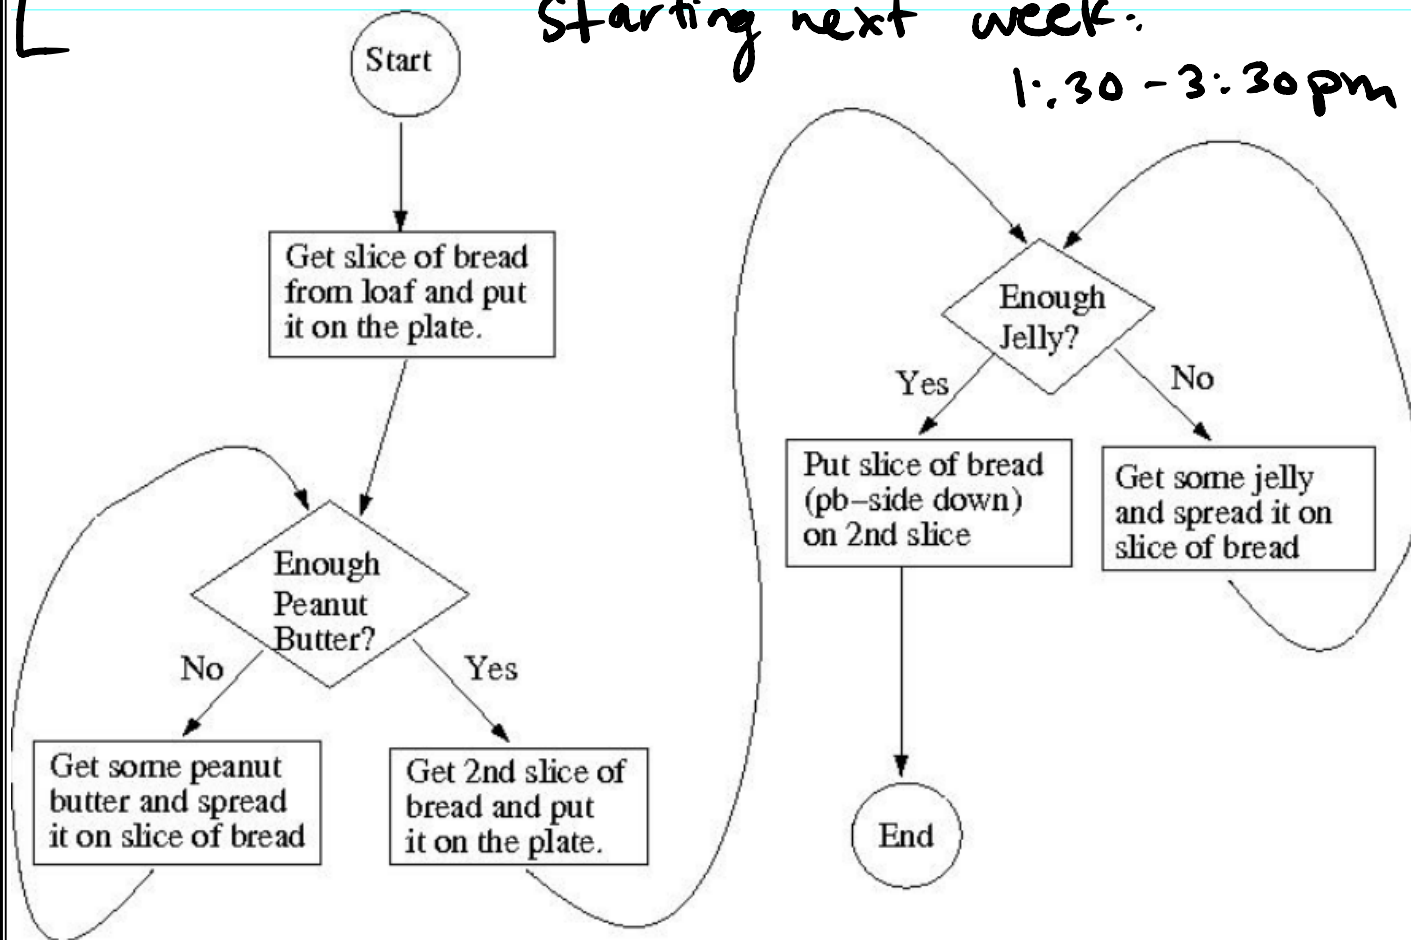 Starting next week:
1:30 - 3:30pm
Start
Get slice of bread
from loaf and put
it on the plate.
Enough
Peanut
Butter?
No
Yes
Get some peanut
butter and spread
it on slice of bread
Get 2nd slice of
bread and put
it on the plate.
Enough
Jelly?
Yes
No
Put slice of bread
(pb-side down)
on 2nd slice
Get some jelly
and spread it on
slice of bread
End